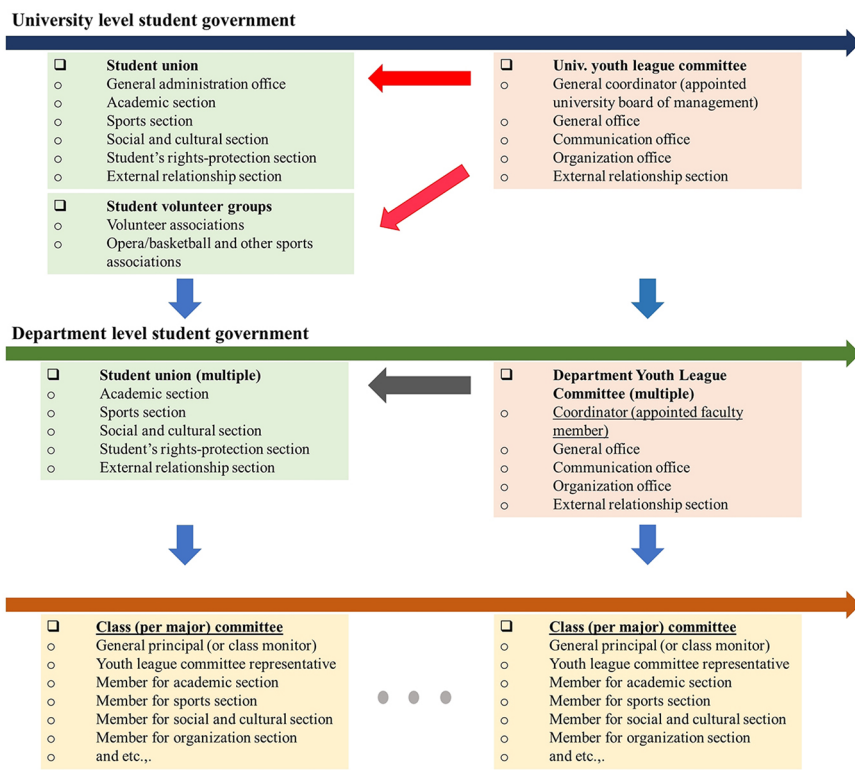 University level student government
Student union
General administration office
Academic section
Sports section
Social and cultural section
Student's rights-protection section
External relationship section
Student volunteer groups
Volunteer associations
Opera/basketball and other sports
associations
Univ. youth league committee
General coordinator (appointed
university board of management)
General office
Communication office
Organization office
External relationship section
Department level student government
Student union (multiple)
Academic section
Sports section
Social and cultural section
Student's rights-protection section
External relationship section
Department Youth League
Committee (multiple)
Coordinator (appointed faculty
member)
General office
Communication office
Organization office
External relationship section
Class (per major) committee
General principal (or class monitor)
Youth league committee representative
Member for academic section
Member for sports section
Member for social and cultural section
Member for organization section
and etc.,.
Class (per major) committee
General principal (or class monitor)
Youth league committee representative
Member for academic section
Member for sports section
Member for social and cultural section
Member for organization section
and etc.,.